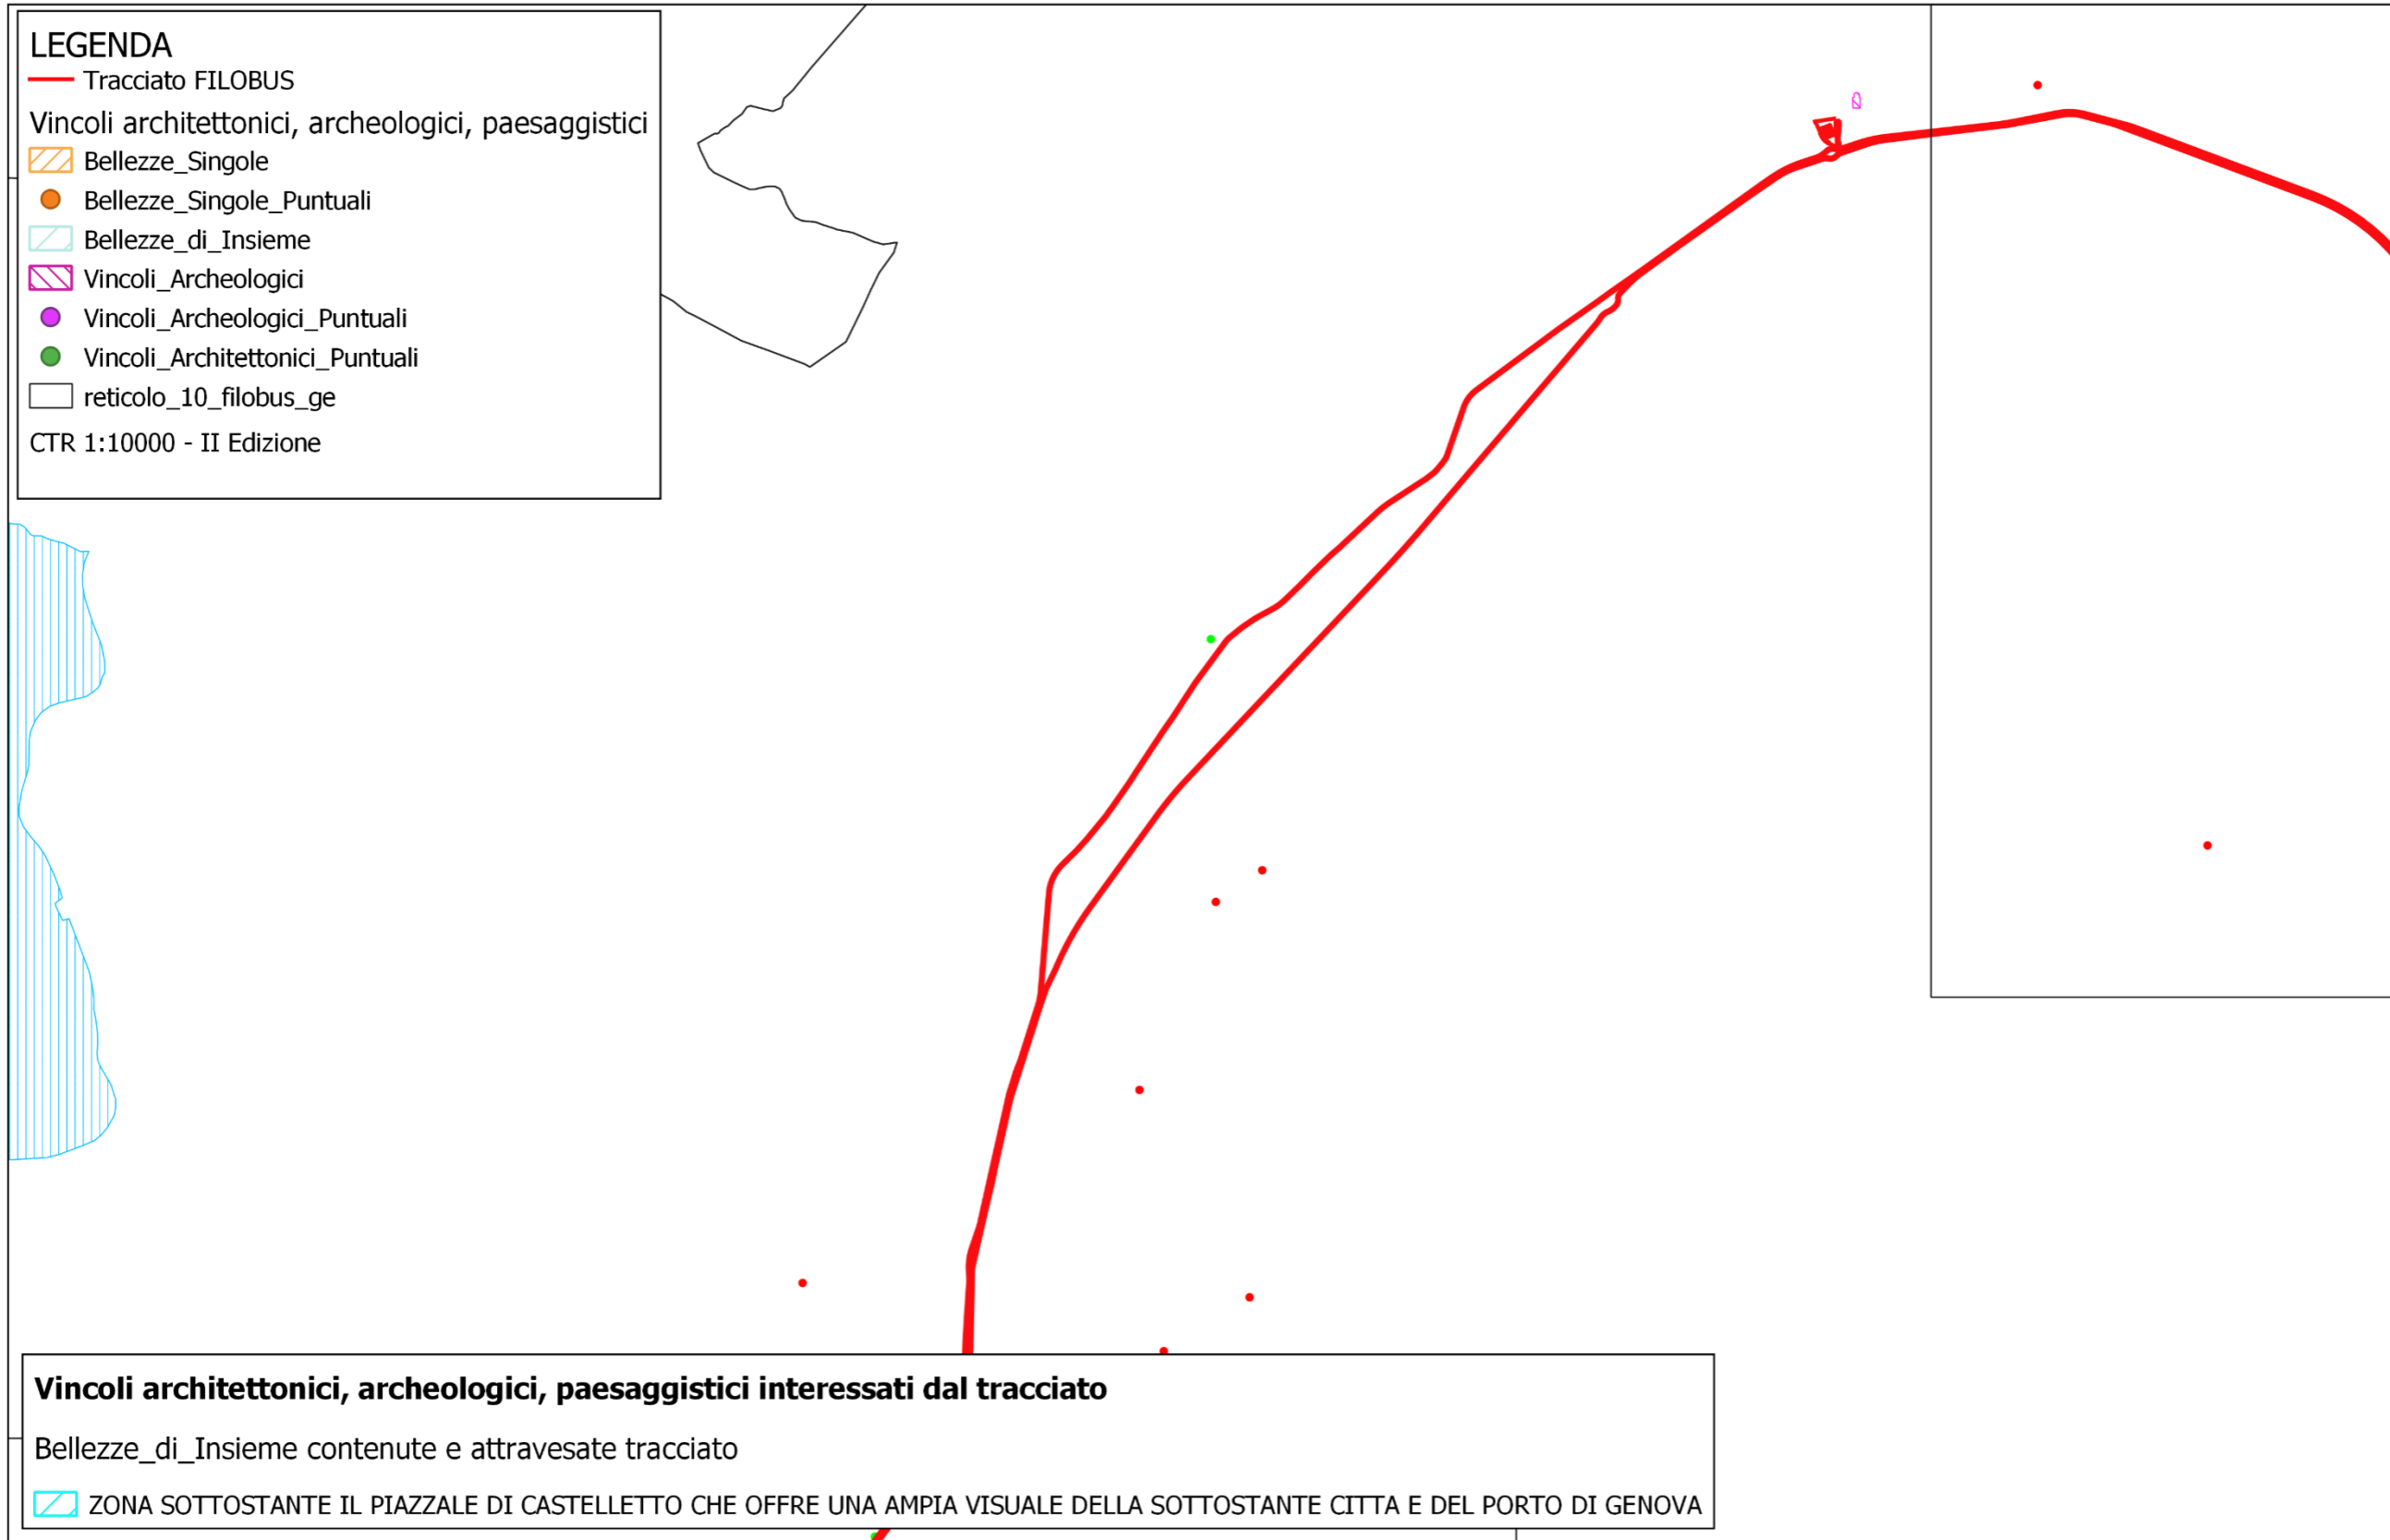 LEGENDA
Tracciato FILOBUS
Vincoli architettonici, archeologici, paesaggistici
Bellezze_Singole
Bellezze_Singole_Puntuali
Bellezze_di_Insieme
Vincoli_Archeologici
Vincoli_Archeologici_Puntuali
Vincoli_Architettonici_Puntuali
reticolo_10_filobus_ge
CTR 1:10000 - II Edizione
Vincoli architettonici, archeologici, paesaggistici interessati dal tracciato
Bellezze_di_Insieme contenute e attravesate tracciato
ZONA SOTTOSTANTE IL PIAZZALE DI CASTELLETTO CHE OFFRE UNA AMPIA VISUALE DELLA SOTTOSTANTE CITTA E DEL PORTO DI GENOVA